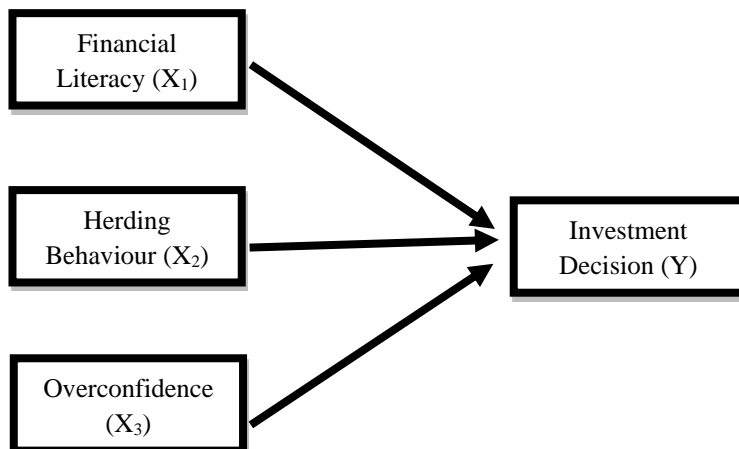 Financial
Literacy (X₁)
Herding
Behaviour (X₂)
Investment
Decision (Y)
Overconfidence
(X₃)